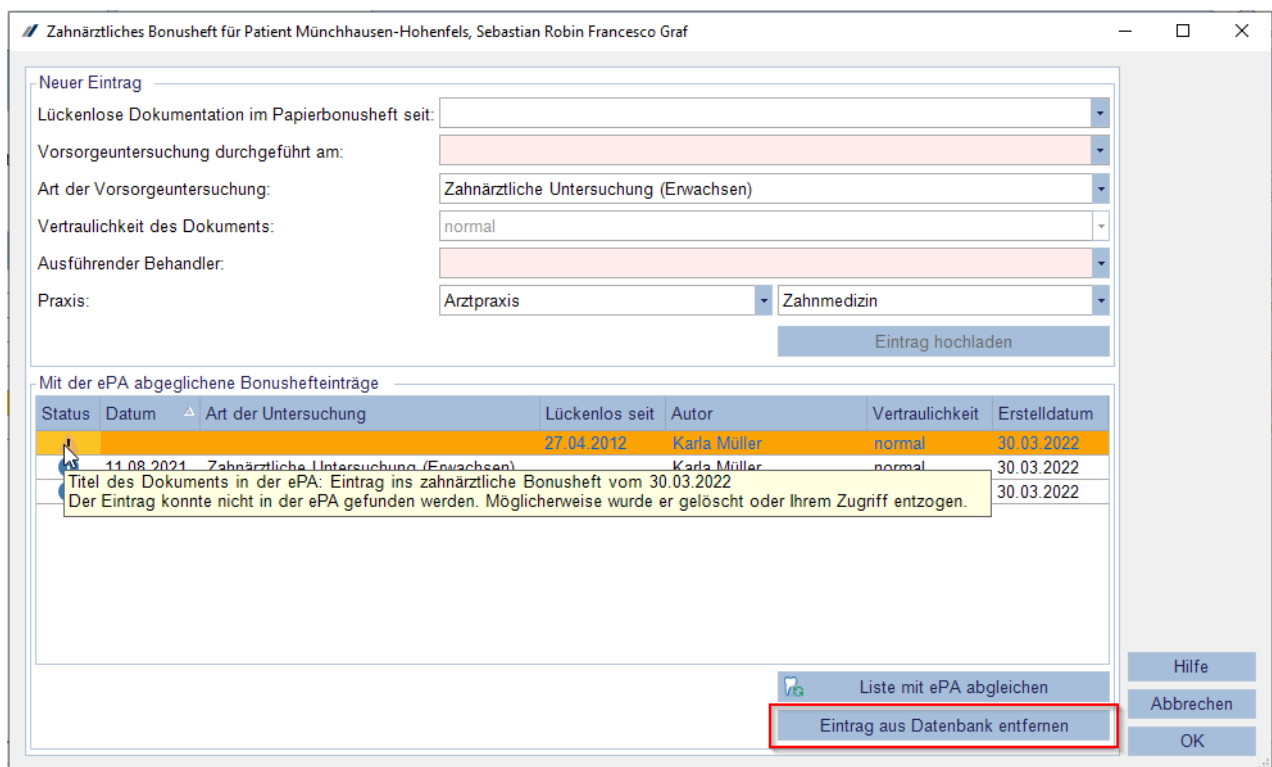 Zahnärztliches Bonusheft für Patient Münchhausen-Hohenfels, Sebastian Robin Francesco Graf
Neuer Eintrag
Lückenlose Dokumentation im Papierbonusheft seit:
Vorsorgeuntersuchung durchgeführt am:
Art der Vorsorgeuntersuchung: Zahnärztliche Untersuchung (Erwachsen)
Vertraulichkeit des Dokuments: normal
Ausführender Behandler:
Praxis: Arztpraxis Zahnmedizin
Eintrag hochladen
Mit der ePA abgeglichene Bonushefteinträge
Status Datum Art der Untersuchung Lückenlos seit Autor Vertraulichkeit Erstelldatum
! 27.04.2012 Karla Müller normal 30.03.2022
11.08.2021 Zahnärztliche Untersuchung (Erwachsen) Karla Müller normal 30.03.2022
30.03.2022
Titel des Dokuments in der ePA: Eintrag ins zahnärztliche Bonusheft vom 30.03.2022
Der Eintrag konnte nicht in der ePA gefunden werden. Möglicherweise wurde er gelöscht oder Ihrem Zugriff entzogen.
Liste mit ePA abgleichen
Eintrag aus Datenbank entfernen
Hilfe
Abbrechen
OK